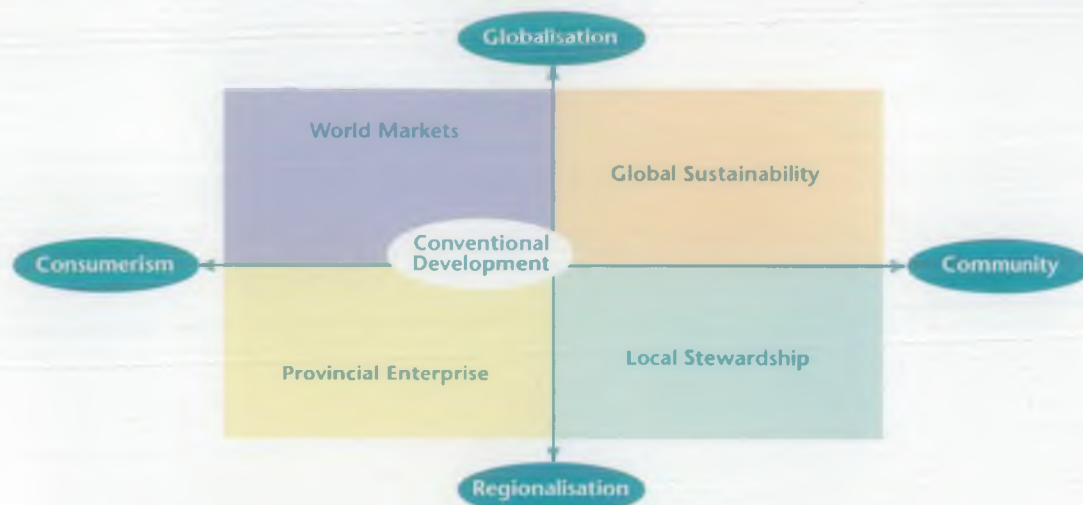 Globalisation
World Markets
Global Sustainability
Conventional
Development
Consumerism
Community
Provincial Enterprise
Local Stewardship
Regionalisation